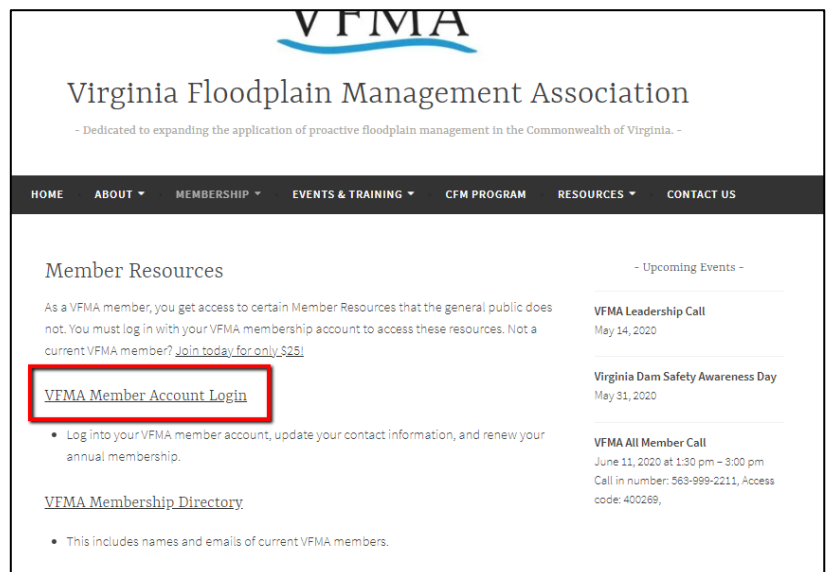 VFMA
Virginia Floodplain Management Association
- Dedicated to expanding the application of proactive floodplain management in the Commonwealth of Virginia. -
HOME ABOUT MEMBERSHIP EVENTS & TRAINING CFM PROGRAM RESOURCES CONTACT US
Member Resources
As a VFMA member, you get access to certain Member Resources that the general public does
not. You must log in with your VFMA membership account to access these resources. Not a
current VFMA member? Join today for only $25!
VFMA Member Account Login
• Log into your VFMA member account, update your contact information, and renew your
annual membership.
VFMA Membership Directory
• This includes names and emails of current VFMA members.
- Upcoming Events -
VFMA Leadership Call
May 14, 2020
Virginia Dam Safety Awareness Day
May 31, 2020
VFMA All Member Call
June 11, 2020 at 1:30 pm – 3:00 pm
Call in number: 563-999-2211, Access
code: 400269,